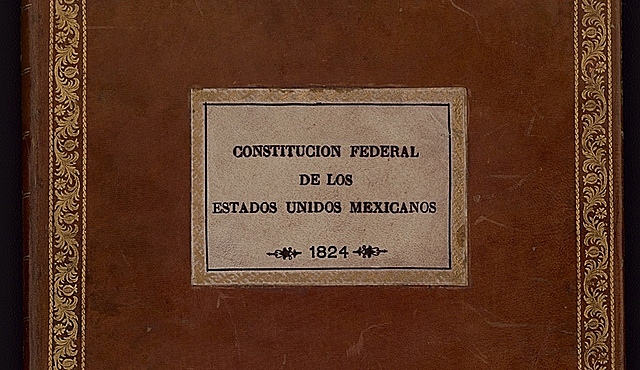 CONSTITUCION FEDERAL
DE LOS
ESTADOS UNIDOS MEXICANOS
1824